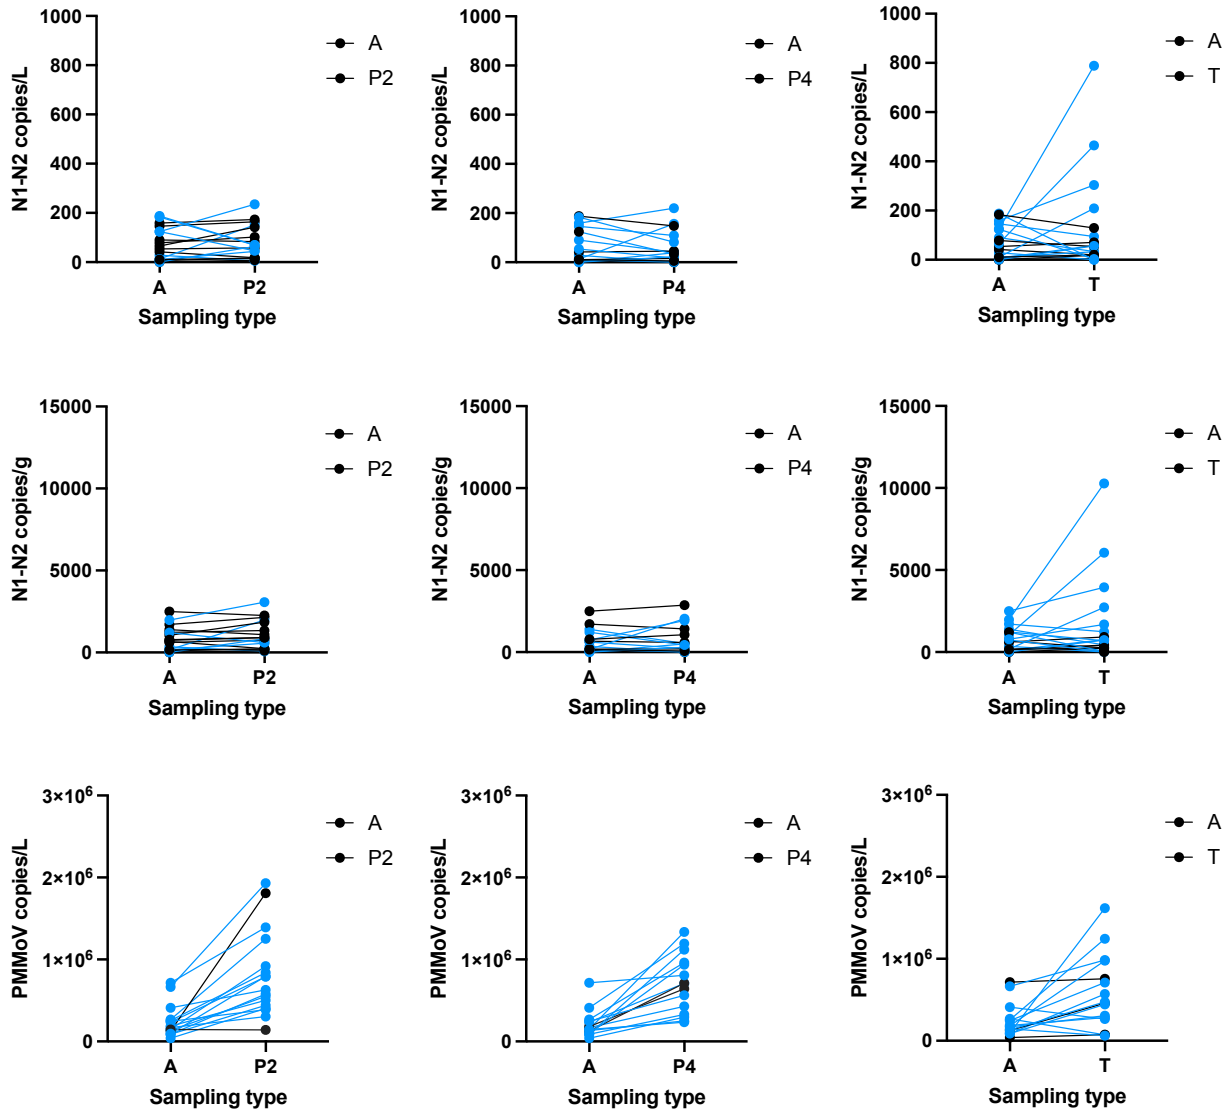 N1-N2 copies/L
1000
800
600
400
200
0
A
P2
Sampling type
A
P2
N1-N2 copies/L
1000
800
600
400
200
0
A
P4
Sampling type
A
P4
N1-N2 copies/L
1000
800
600
400
200
0
A
T
Sampling type
A
T
N1-N2 copies/g
15000
10000
5000
0
A
P2
Sampling type
A
P2
N1-N2 copies/g
15000
10000
5000
0
A
P4
Sampling type
A
P4
N1-N2 copies/g
15000
10000
5000
0
A
T
Sampling type
A
T
PMMoV copies/L
3×10⁶
2×10⁶
1×10⁶
0
A
P2
Sampling type
A
P2
PMMoV copies/L
3×10⁶
2×10⁶
1×10⁶
0
A
P4
Sampling type
A
P4
PMMoV copies/L
3×10⁶
2×10⁶
1×10⁶
0
A
T
Sampling type
A
T